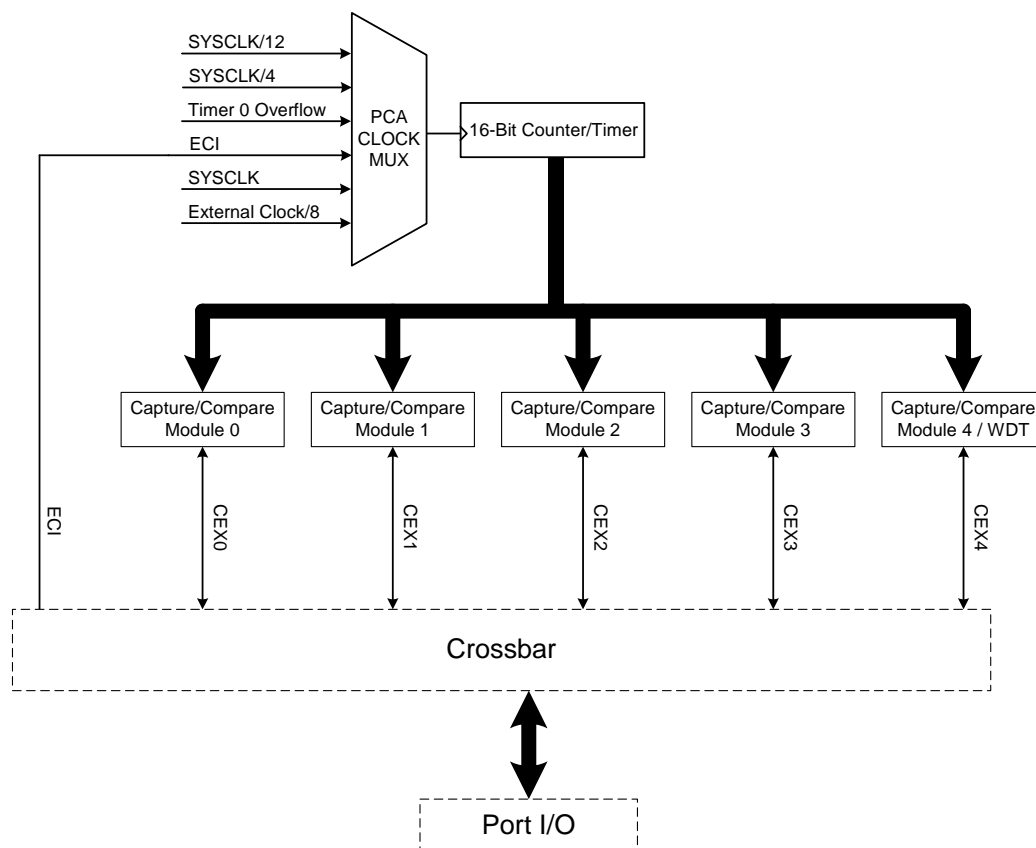 SYSCLK/12
SYSCLK/4
Timer 0 Overflow
ECI
SYSCLK
External Clock/8
PCA
CLOCK
MUX
16-Bit Counter/Timer
Capture/Compare
Module 0
Capture/Compare
Module 1
Capture/Compare
Module 2
Capture/Compare
Module 3
Capture/Compare
Module 4 / WDT
ECI
CEX0
CEX1
CEX2
CEX3
CEX4
Crossbar
Port I/O